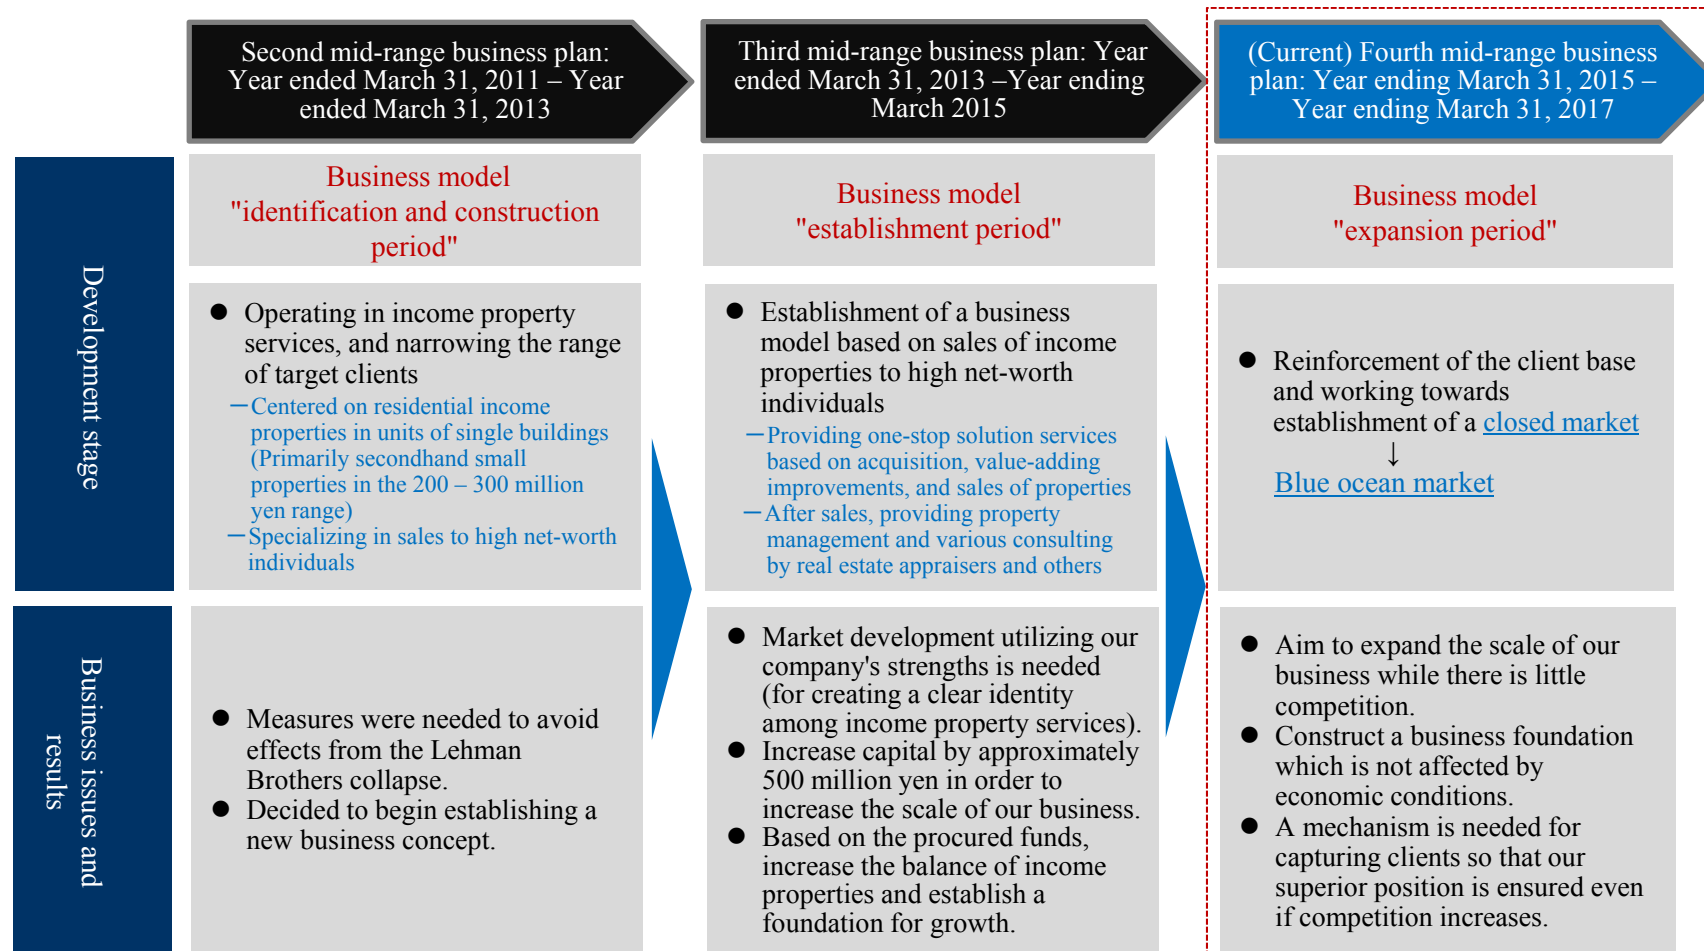 Second mid-range business plan:
Year ended March 31, 2011 – Year
ended March 31, 2013
Third mid-range business plan: Year
ended March 31, 2013 –Year ending
March 2015
(Current) Fourth mid-range business
plan: Year ending March 31, 2015 –
Year ending March 31, 2017
Development stage
Business model
"identification and construction
period"
Business model
"establishment period"
Business model
"expansion period"
● Operating in income property
services, and narrowing the range
of target clients
－Centered on residential income
properties in units of single buildings
(Primarily secondhand small
properties in the 200 – 300 million
yen range)
－Specializing in sales to high net-worth
individuals
● Establishment of a business
model based on sales of income
properties to high net-worth
individuals
－Providing one-stop solution services
based on acquisition, value-adding
improvements, and sales of properties
－After sales, providing property
management and various consulting
by real estate appraisers and others
● Reinforcement of the client base
and working towards
establishment of a closed market
↓
Blue ocean market
Business issues and
results
● Measures were needed to avoid
effects from the Lehman
Brothers collapse.
● Decided to begin establishing a
new business concept.
● Market development utilizing our
company's strengths is needed
(for creating a clear identity
among income property services).
● Increase capital by approximately
500 million yen in order to
increase the scale of our business.
● Based on the procured funds,
increase the balance of income
properties and establish a
foundation for growth.
● Aim to expand the scale of our
business while there is little
competition.
● Construct a business foundation
which is not affected by
economic conditions.
● A mechanism is needed for
capturing clients so that our
superior position is ensured even
if competition increases.